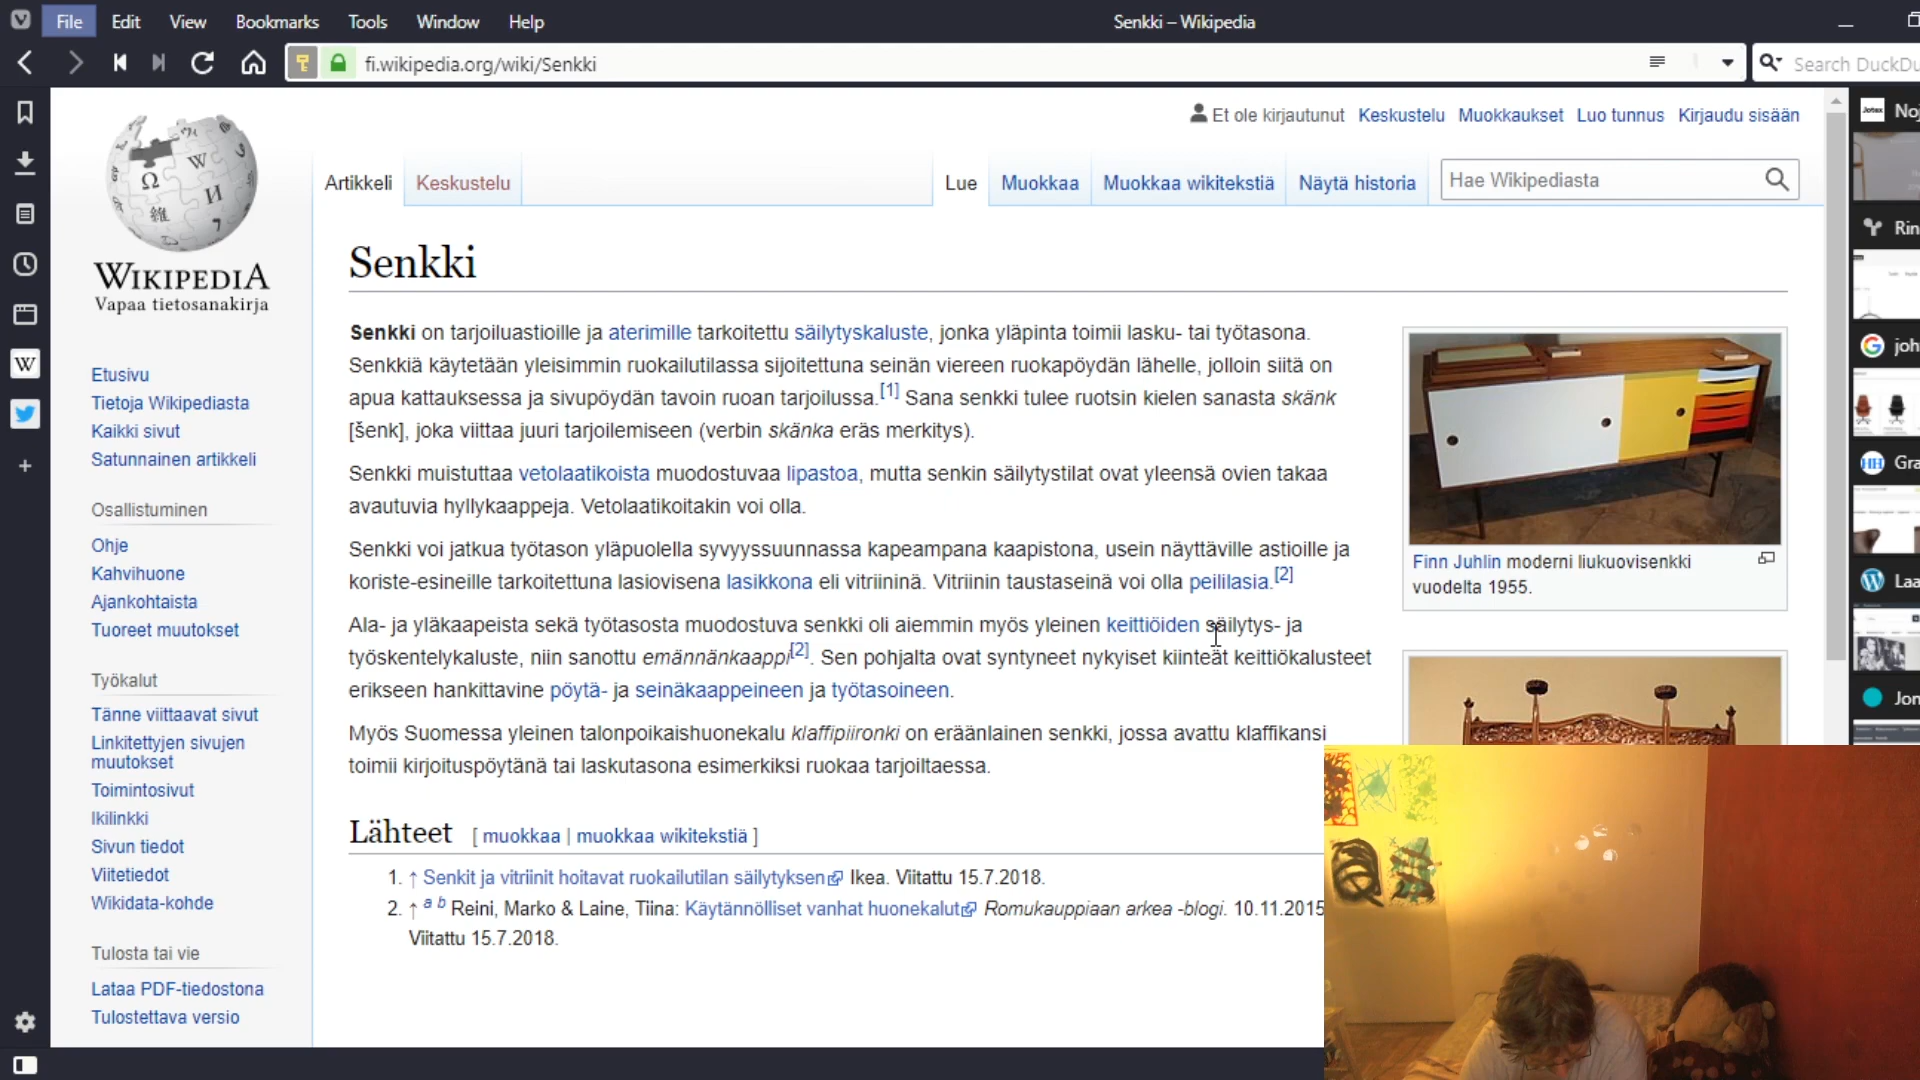 File Edit View Bookmarks Tools Window Help
Senkki – Wikipedia
fi.wikipedia.org/wiki/Senkki
Search DuckDu
Et ole kirjautunut Keskustelu Muokkaukset Luo tunnus Kirjaudu sisään
Artikkeli Keskustelu
Lue Muokkaa Muokkaa wikitekstiä Näytä historia
Hae Wikipediasta
WIKIPEDIA
Vapaa tietosanakirja
Etusivu
Tietoja Wikipediasta
Kaikki sivut
Satunnainen artikkeli
Osallistuminen
Ohje
Kahvihuone
Ajankohtaista
Tuoreet muutokset
Työkalut
Tänne viittaavat sivut
Linkitettyjen sivujen
muutokset
Toimintosivut
Ikilinkki
Sivun tiedot
Viitetiedot
Wikidata-kohde
Tulosta tai vie
Lataa PDF-tiedostona
Tulostettava versio
Senkki
Senkki on tarjoiluastioille ja aterimille tarkoitettu säilytyskaluste, jonka yläpinta toimii lasku- tai työtasona.
Senkkiä käytetään yleisimmin ruokailutilassa sijoitettuna seinän viereen ruokapöydän lähelle, jolloin siitä on
apua kattauksessa ja sivupöydän tavoin ruoan tarjoilussa.[1] Sana senkki tulee ruotsin kielen sanasta skänk
[šenk], joka viittaa juuri tarjoilemiseen (verbin skänka eräs merkitys).
Senkki muistuttaa vetolaatikoista muodostuvaa lipastoa, mutta senkin säilytystilat ovat yleensä ovien takaa
avautuvia hyllykaappeja. Vetolaatikoitakin voi olla.
Senkki voi jatkua työtason yläpuolella syvyyssuunnassa kapeampana kaapistona, usein näyttäville astioille ja
koriste-esineille tarkoitettuna lasiovisena lasikkona eli vitriininä. Vitriinin taustaseinä voi olla peililasia.[2]
Ala- ja yläkaapeista sekä työtasosta muodostuva senkki oli aiemmin myös yleinen keittiöiden säilytys- ja
työskentelykaluste, niin sanottu emännänkaappi[2]. Sen pohjalta ovat syntyneet nykyiset kiinteät keittiökalusteet
erikseen hankittavine pöytä- ja seinäkaappeineen ja työtasoineen.
Myös Suomessa yleinen talonpoikaishuonekalu klaffipiironki on eräänlainen senkki, jossa avattu klaffikansi
toimii kirjoituspöytänä tai laskutasona esimerkiksi ruokaa tarjoiltaessa.
Lähteet [ muokkaa | muokkaa wikitekstiä ]
1. ↑ Senkit ja vitriinit hoitavat ruokailutilan säilytyksen Ikea. Viitattu 15.7.2018.
2. ↑ a b Reini, Marko & Laine, Tiina: Käytännölliset vanhat huonekalut Romukauppiaan arkea -blogi. 10.11.2015
Viitattu 15.7.2018.
Finn Juhlin moderni liukuovisenkki
vuodelta 1955.
Noj
Rin
joh
Gra
Laa
Jon